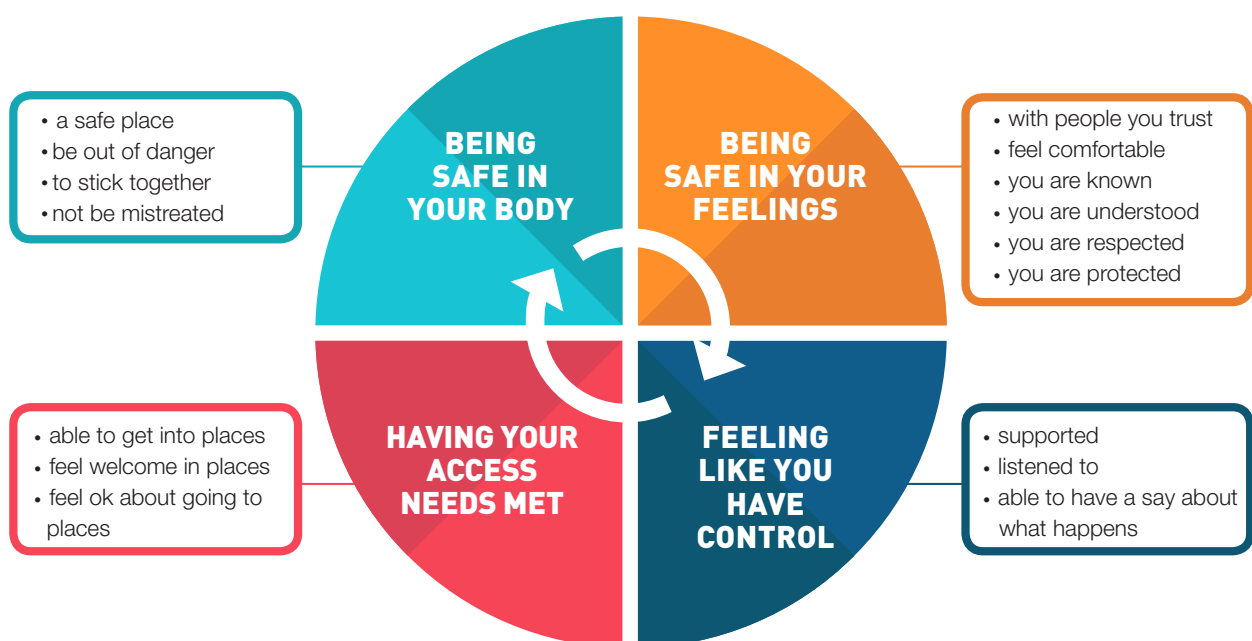 • a safe place
• be out of danger
• to stick together
• not be mistreated
BEING
SAFE IN
YOUR BODY
BEING
SAFE IN YOUR
FEELINGS
• with people you trust
• feel comfortable
• you are known
• you are understood
• you are respected
• you are protected
• able to get into places
• feel welcome in places
• feel ok about going to
places
HAVING YOUR
ACCESS
NEEDS MET
FEELING
LIKE YOU
HAVE
CONTROL
• supported
• listened to
• able to have a say about
what happens